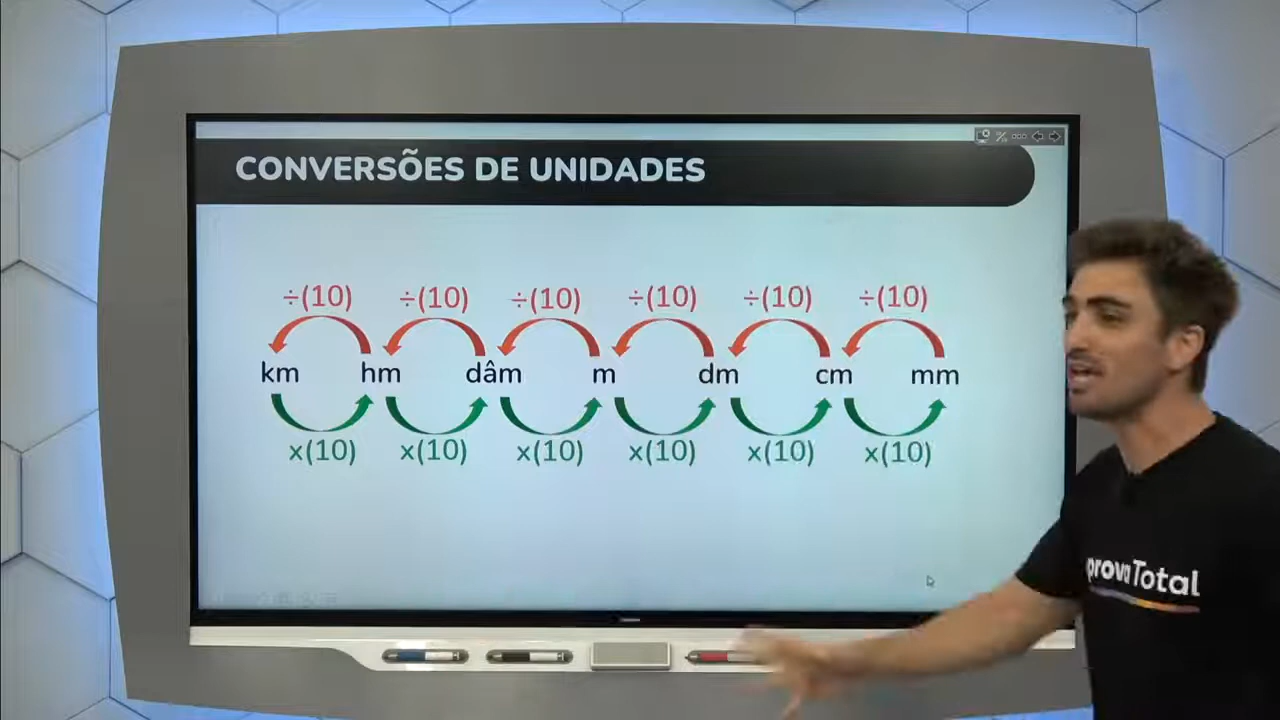 CONVERSÕES DE UNIDADES
÷(10) ÷(10) ÷(10) ÷(10) ÷(10) ÷(10)
km hm dâm m dm cm mm
x(10) x(10) x(10) x(10) x(10) x(10)
provaTotal